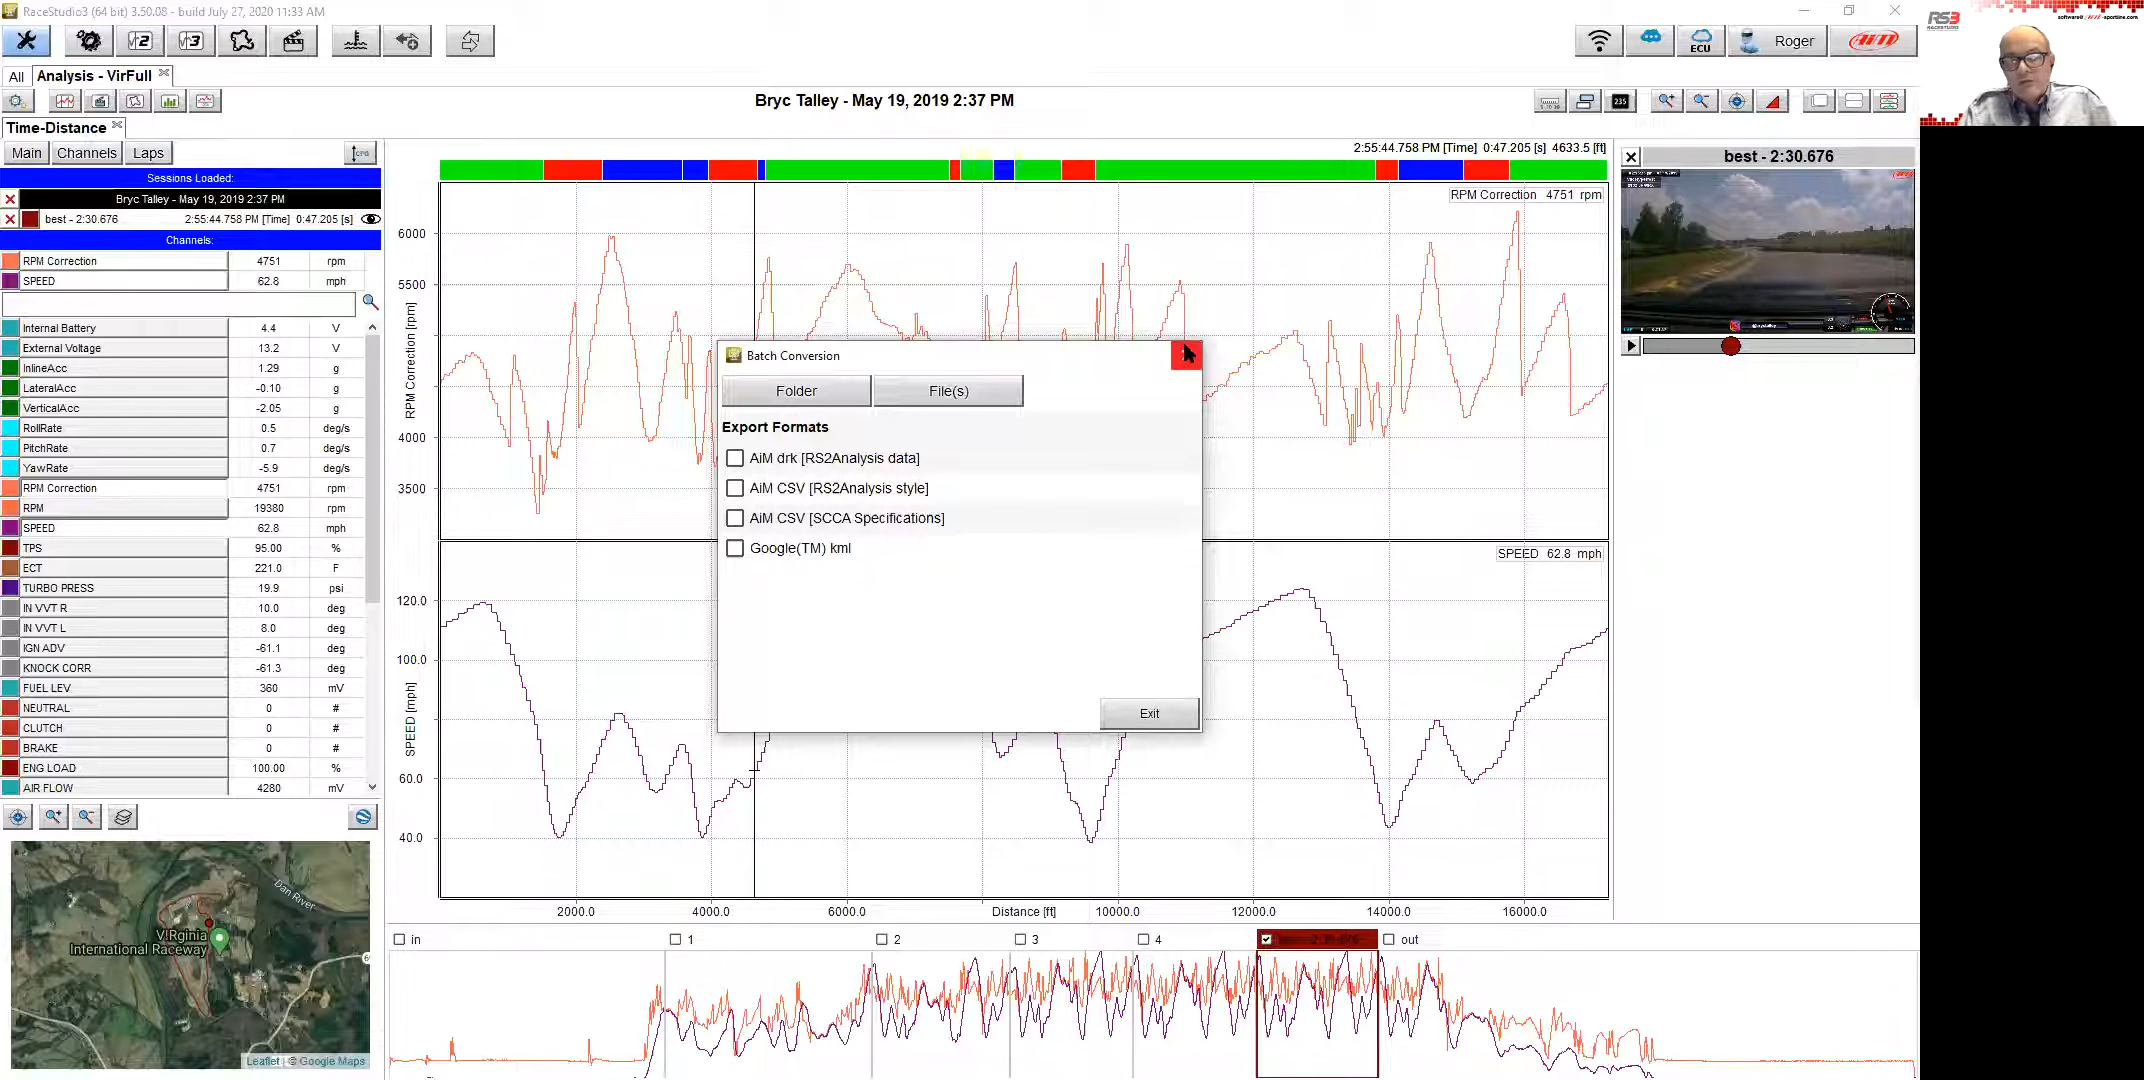 RaceStudio3 (64 bit) 3.50.08 - build July 27, 2020 11:33 AM
RS3
RACESTUDIO
ECU
Roger
All
Analysis - VirFull
Bryc Talley - May 19, 2019 2:37 PM
235
Time-Distance
Main
Channels
Laps
CPG
2:55:44.758 PM [Time] 0:47.205 [s] 4633.5 [ft]
Sessions Loaded:
Bryc Talley - May 19, 2019 2:37 PM
best - 2:30.676
2:55:44.758 PM [Time] 0:47.205 [s]
Channels:
RPM Correction 4751 rpm
SPEED 62.8 mph
Internal Battery 4.4 V
External Voltage 13.2 V
InlineAcc 1.29 g
LateralAcc -0.10 g
VerticalAcc -2.05 g
RollRate 0.5 deg/s
PitchRate 0.7 deg/s
YawRate -5.9 deg/s
RPM Correction 4751 rpm
RPM 19380 rpm
SPEED 62.8 mph
TPS 95.00 %
ECT 221.0 F
TURBO PRESS 19.9 psi
IN VVT R 10.0 deg
IN VVT L 8.0 deg
IGN ADV -61.1 deg
KNOCK CORR -61.3 deg
FUEL LEV 360 mV
NEUTRAL 0 #
CLUTCH 0 #
BRAKE 0 #
ENG LOAD 100.00 %
AIR FLOW 4280 mV
Dan River
VIRginia
International Raceway
Leaflet | © Google Maps
RPM Correction 4751 rpm
RPM Correction [rpm]
6000
5500
4000
3500
Batch Conversion
Folder
File(s)
Export Formats
AiM drk [RS2Analysis data]
AiM CSV [RS2Analysis style]
AiM CSV [SCCA Specifications]
Google(TM) kml
Exit
SPEED 62.8 mph
SPEED [mph]
120.0
100.0
60.0
40.0
2000.0 4000.0 6000.0 Distance [ft] 10000.0 12000.0 14000.0 16000.0
in 1 2 3 4 out
best - 2:30.676